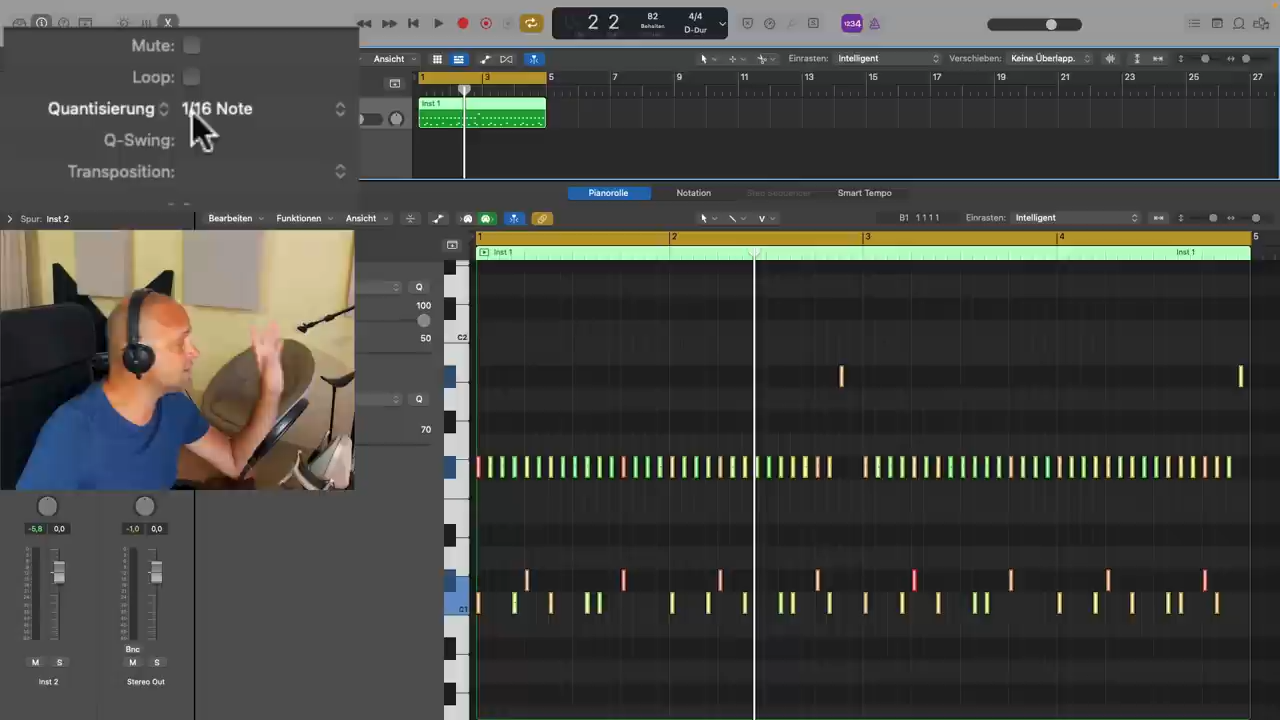 2 2
82
Behalten
4/4
D-Dur
1234
Mute:
Loop:
Quantisierung 1/16 Note
Q-Swing:
Transposition:
Ansicht
Einrasten: Intelligent
Verschieben: Keine Überlapp.
1 3 5 7 9 11 13 15 17 19 21 23 25 27
Inst 1
Pianorolle Notation Step Sequencer Smart Tempo
Spur: Inst 2
Bearbeiten Funktionen Ansicht
B1 1 1 1 1
Einrasten: Intelligent
1 2 3 4 5
Inst 1 Inst 1
Q
100
50
Q
70
C2
C1
-5,8 0,0 -1,0 0,0
Bnc
M S M S
Inst 2 Stereo Out